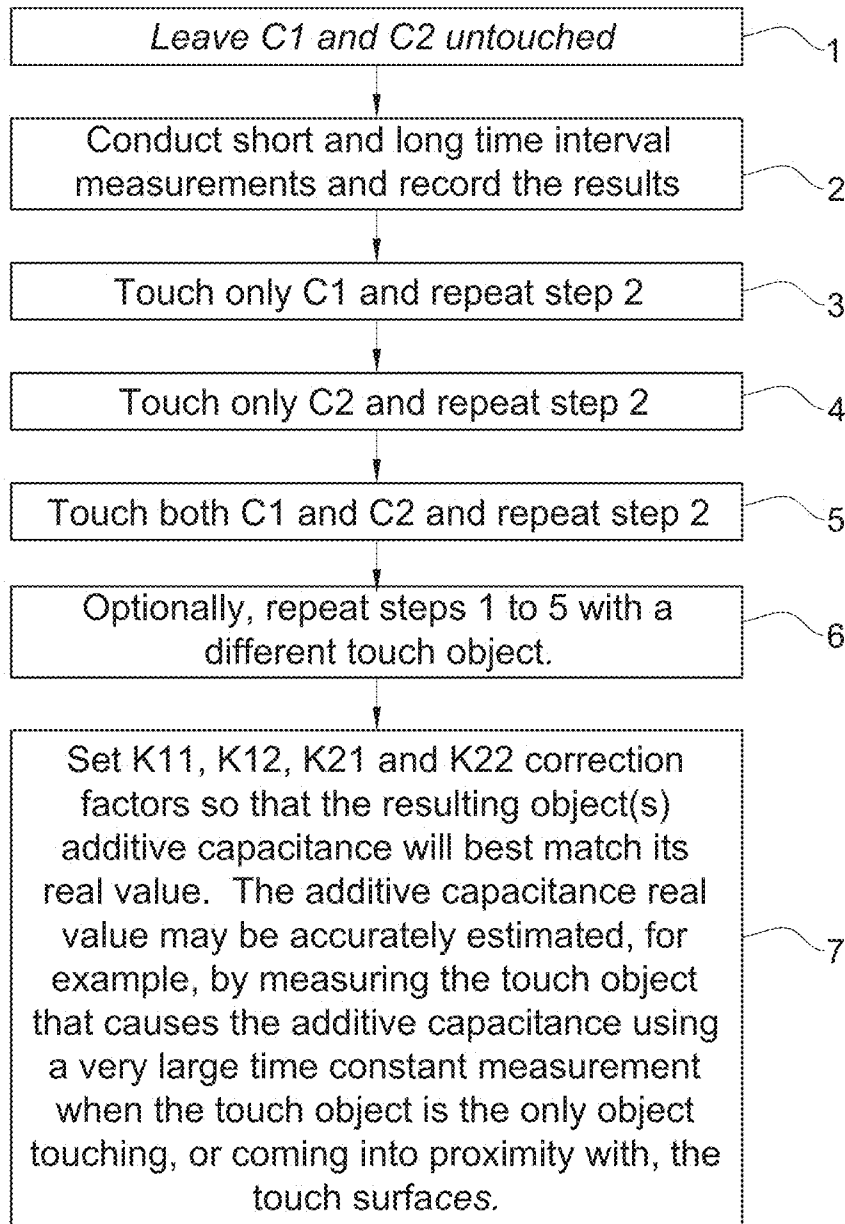 Leave C1 and C2 untouched
1
Conduct short and long time interval
measurements and record the results
2
Touch only C1 and repeat step 2
3
Touch only C2 and repeat step 2
4
Touch both C1 and C2 and repeat step 2
5
Optionally, repeat steps 1 to 5 with a
different touch object.
6
Set K11, K12, K21 and K22 correction
factors so that the resulting object(s)
additive capacitance will best match its
real value. The additive capacitance real
value may be accurately estimated, for
example, by measuring the touch object
that causes the additive capacitance using
a very large time constant measurement
when the touch object is the only object
touching, or coming into proximity with, the
touch surfaces.
7